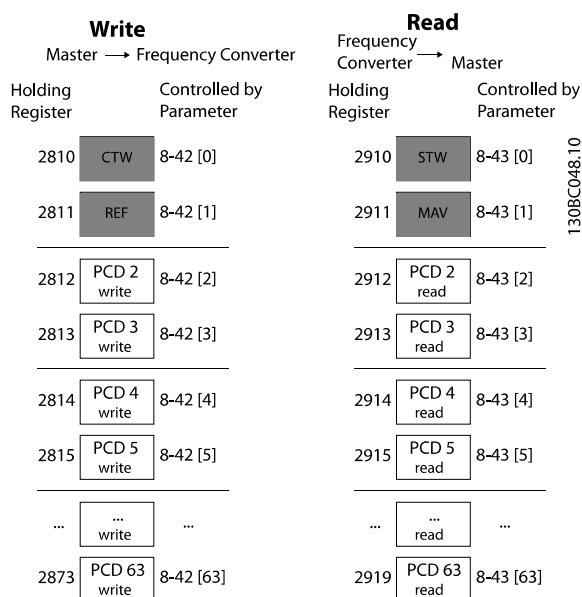 Write
Master → Frequency Converter
Holding Register
Controlled by Parameter
2810 CTW 8-42 [0]
2811 REF 8-42 [1]
2812 PCD 2 write 8-42 [2]
2813 PCD 3 write 8-42 [3]
2814 PCD 4 write 8-42 [4]
2815 PCD 5 write 8-42 [5]
... ... write ...
2873 PCD 63 write 8-42 [63]
Read
Frequency Converter → Master
Holding Register
Controlled by Parameter
2910 STW 8-43 [0]
2911 MAV 8-43 [1]
2912 PCD 2 read 8-43 [2]
2913 PCD 3 read 8-43 [3]
2914 PCD 4 read 8-43 [4]
2915 PCD 5 read 8-43 [5]
... ... read ...
2919 PCD 63 read 8-43 [63]
130BC048.10